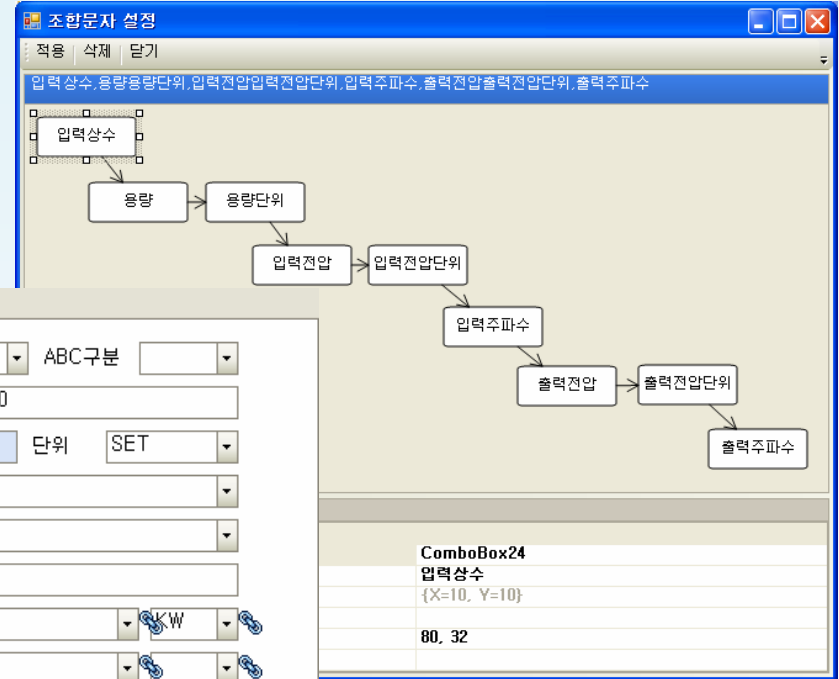 조합문자 설정
적용 삭제 닫기
입력상수,용량용량단위,입력전압입력전압단위,입력주파수,출력전압출력전압단위,출력주파수
입력상수
용량 용량단위
입력전압 입력전압단위
입력주파수
출력전압 출력전압단위
출력주파수
ABC구분
0
단위 SET
KW
ComboBox24
입력상수
{X=10, Y=10}
80, 32